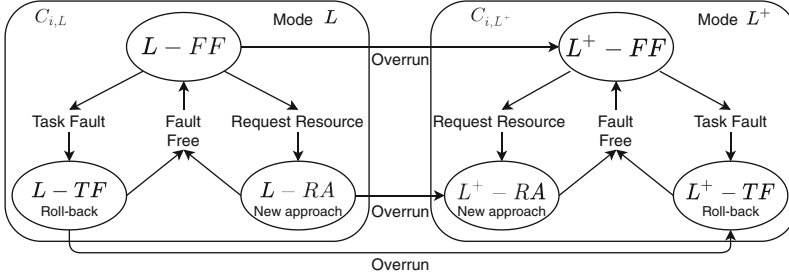 C_{i,L} Mode L
C_{i,L^+} Mode L^+
L − FF
Overrun
L^+ − FF
Task Fault
Fault Free
Request Resource
Request Resource
Fault Free
Task Fault
L − TF
Roll-back
L − RA
New approach
Overrun
L^+ − RA
New approach
L^+ − TF
Roll-back
Overrun